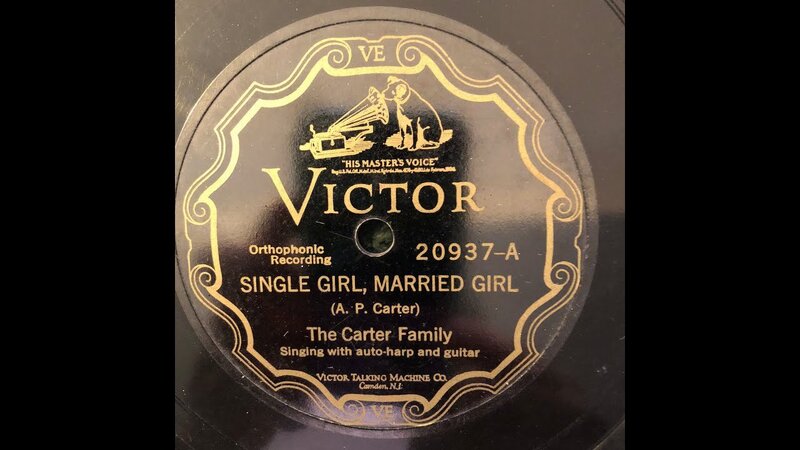 VE
"HIS MASTER'S VOICE"
VICTOR
Orthophonic
Recording
20937-A
SINGLE GIRL, MARRIED GIRL
(A. P. Carter)
The Carter Family
Singing with auto-harp and guitar
VICTOR TALKING MACHINE CO.
Camden, N.J.
VE